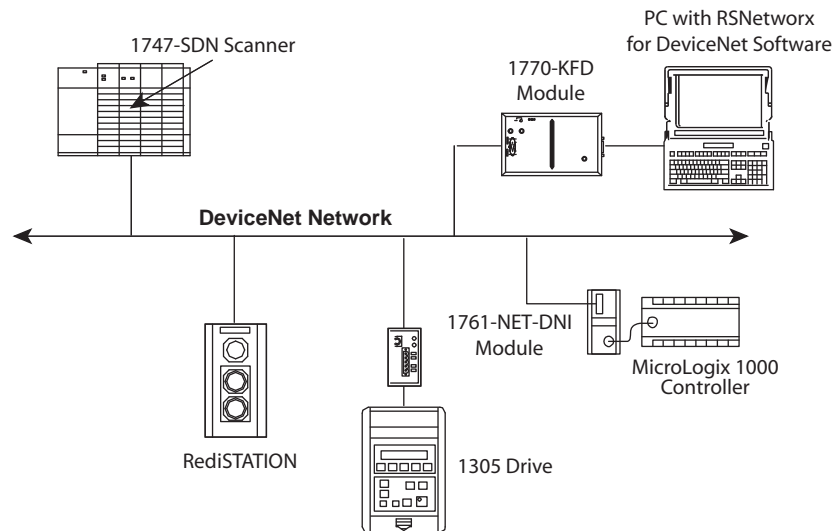 1747-SDN Scanner
1770-KFD
Module
PC with RSNetworx
for DeviceNet Software
DeviceNet Network
1761-NET-DNI
Module
MicroLogix 1000
Controller
RediSTATION
1305 Drive